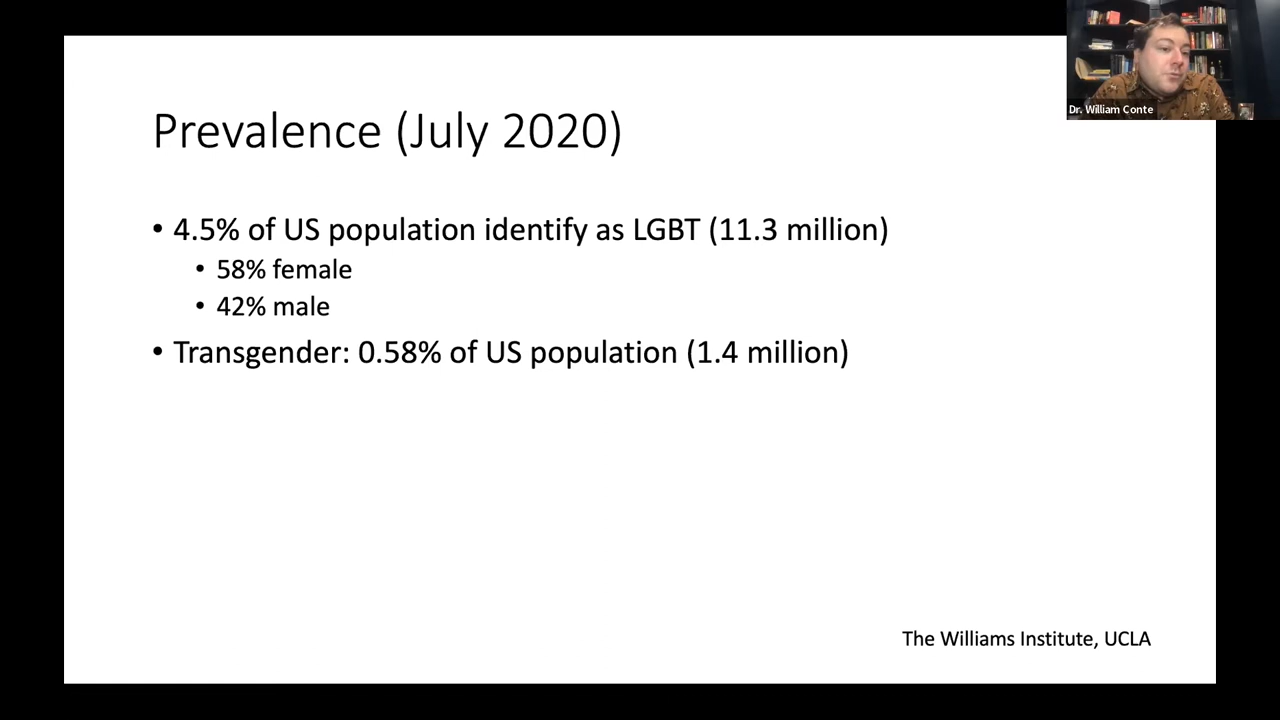 Dr. William Conte
Prevalence (July 2020)
• 4.5% of US population identify as LGBT (11.3 million)
• 58% female
• 42% male
• Transgender: 0.58% of US population (1.4 million)
The Williams Institute, UCLA